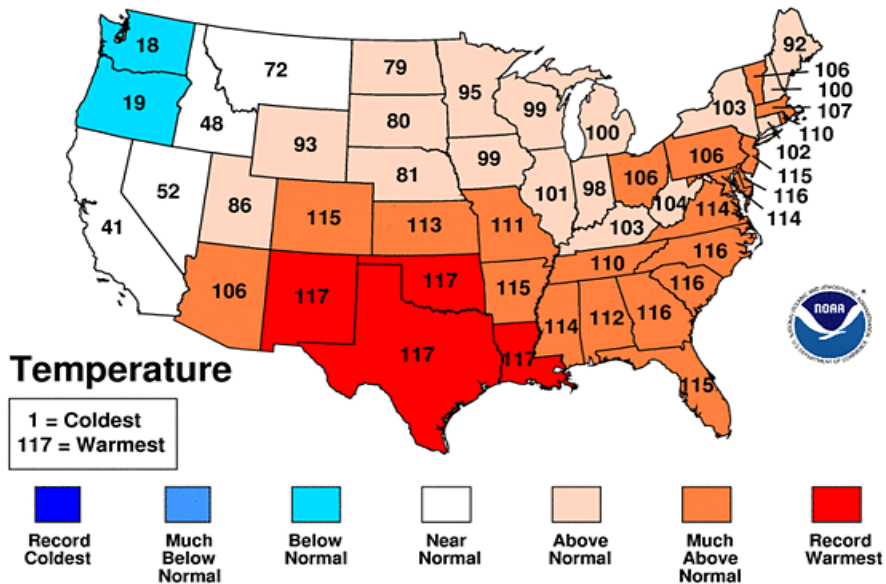 18
19
72
48
41
52
79
80
93
81
86
95
99
99
100
101
98
92
103
106
100
107
110
102
115
116
114
106
106
104
114
103
115
113
111
110
116
116
106
117
117
115
114
112
116
117
117
115
NOAA
Temperature
1 = Coldest
117 = Warmest
Record
Coldest
Much
Below
Normal
Below
Normal
Near
Normal
Above
Normal
Much
Above
Normal
Record
Warmest